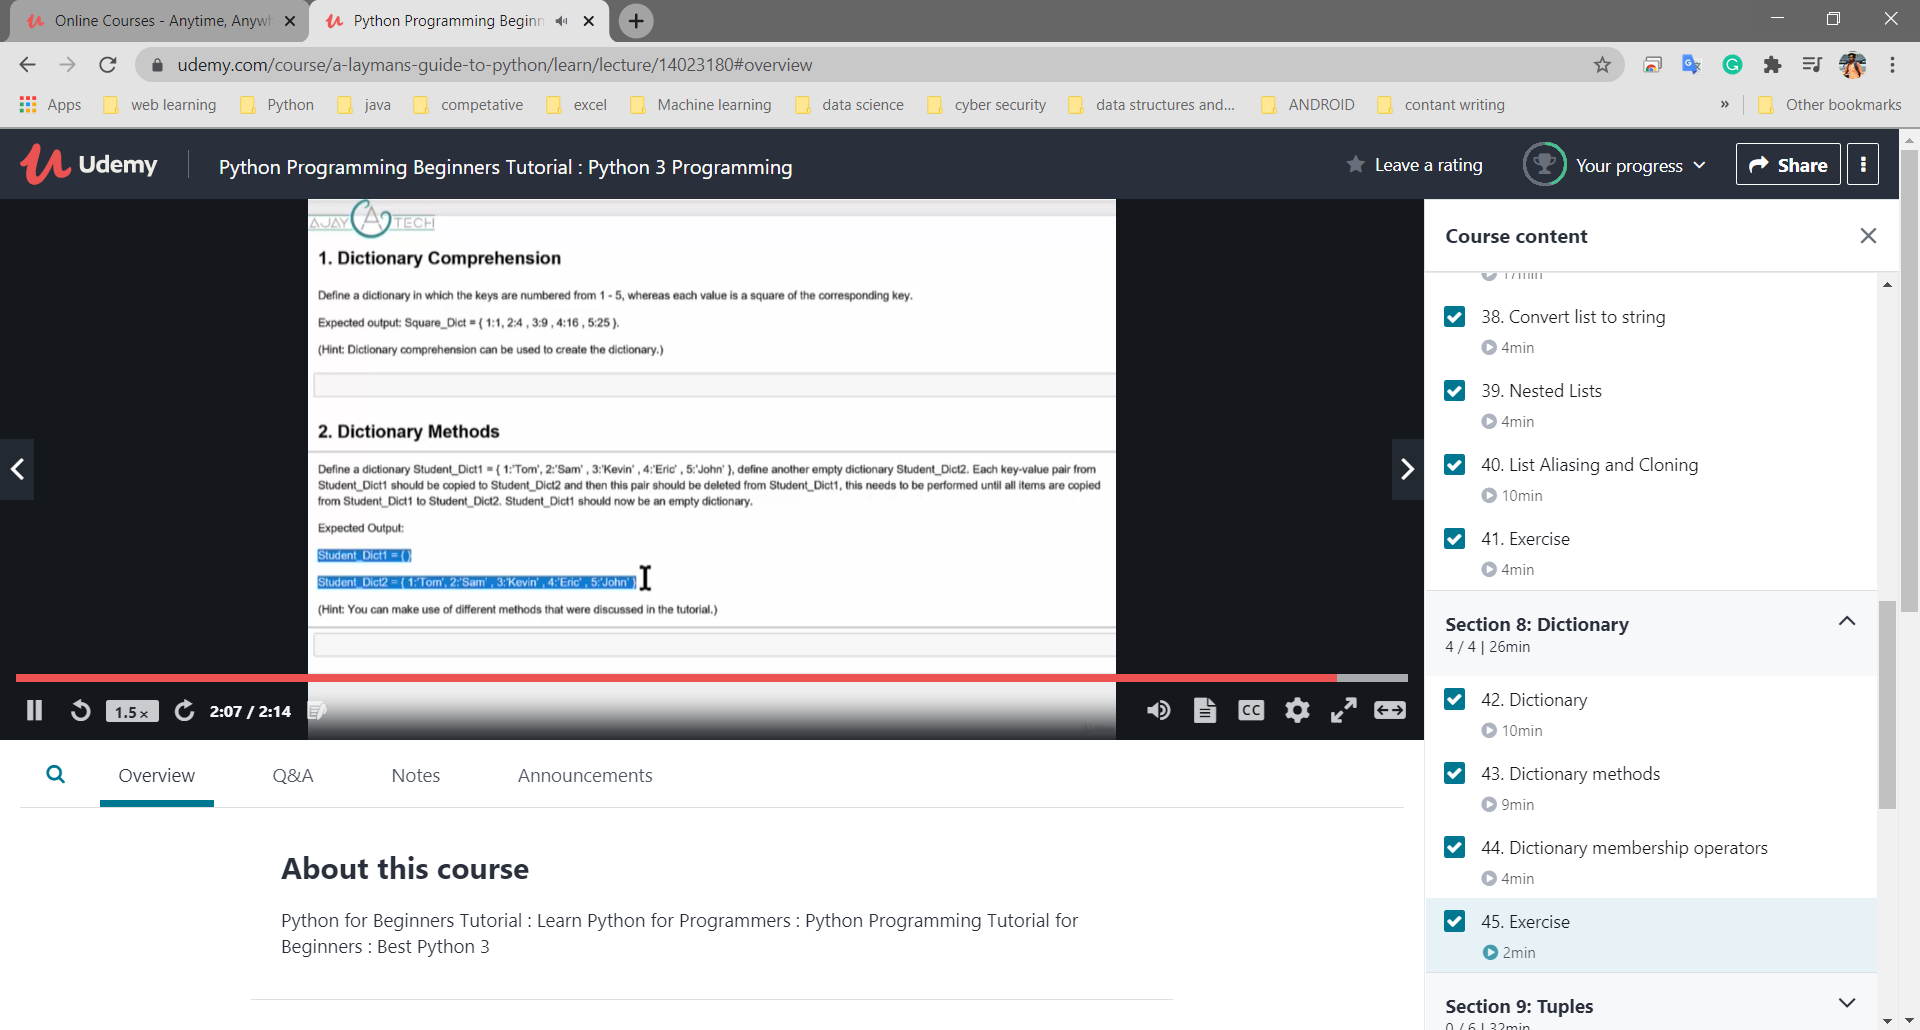 Online Courses - Anytime, Anywh
Python Programming Beginn
udemy.com/course/a-laymans-guide-to-python/learn/lecture/14023180#overview
Apps web learning Python java competative excel Machine learning data science cyber security data structures and... ANDROID contant writing » Other bookmarks
Udemy Python Programming Beginners Tutorial : Python 3 Programming Leave a rating Your progress Share
AJAY A TECH
1. Dictionary Comprehension
Define a dictionary in which the keys are numbered from 1 - 5, whereas each value is a square of the corresponding key.
Expected output: Square_Dict = { 1:1, 2:4 , 3:9 , 4:16 , 5:25 }.
(Hint: Dictionary comprehension can be used to create the dictionary.)
2. Dictionary Methods
Define a dictionary Student_Dict1 = { 1:'Tom', 2:'Sam' , 3:'Kevin' , 4:'Eric' , 5:'John' }, define another empty dictionary Student_Dict2. Each key-value pair from
Student_Dict1 should be copied to Student_Dict2 and then this pair should be deleted from Student_Dict1, this needs to be performed until all items are copied
from Student_Dict1 to Student_Dict2. Student_Dict1 should now be an empty dictionary.
Expected Output:
Student_Dict1 = {}
Student_Dict2 = { 1:'Tom', 2:'Sam' , 3:'Kevin' , 4:'Eric' , 5:'John' }
(Hint: You can make use of different methods that were discussed in the tutorial.)
1.5× 2:07 / 2:14 CC
Overview Q&A Notes Announcements
About this course
Python for Beginners Tutorial : Learn Python for Programmers : Python Programming Tutorial for
Beginners : Best Python 3
Course content
17min
38. Convert list to string
4min
39. Nested Lists
4min
40. List Aliasing and Cloning
10min
41. Exercise
4min
Section 8: Dictionary
4 / 4 | 26min
42. Dictionary
10min
43. Dictionary methods
9min
44. Dictionary membership operators
4min
45. Exercise
2min
Section 9: Tuples
0 / 6 | 32min